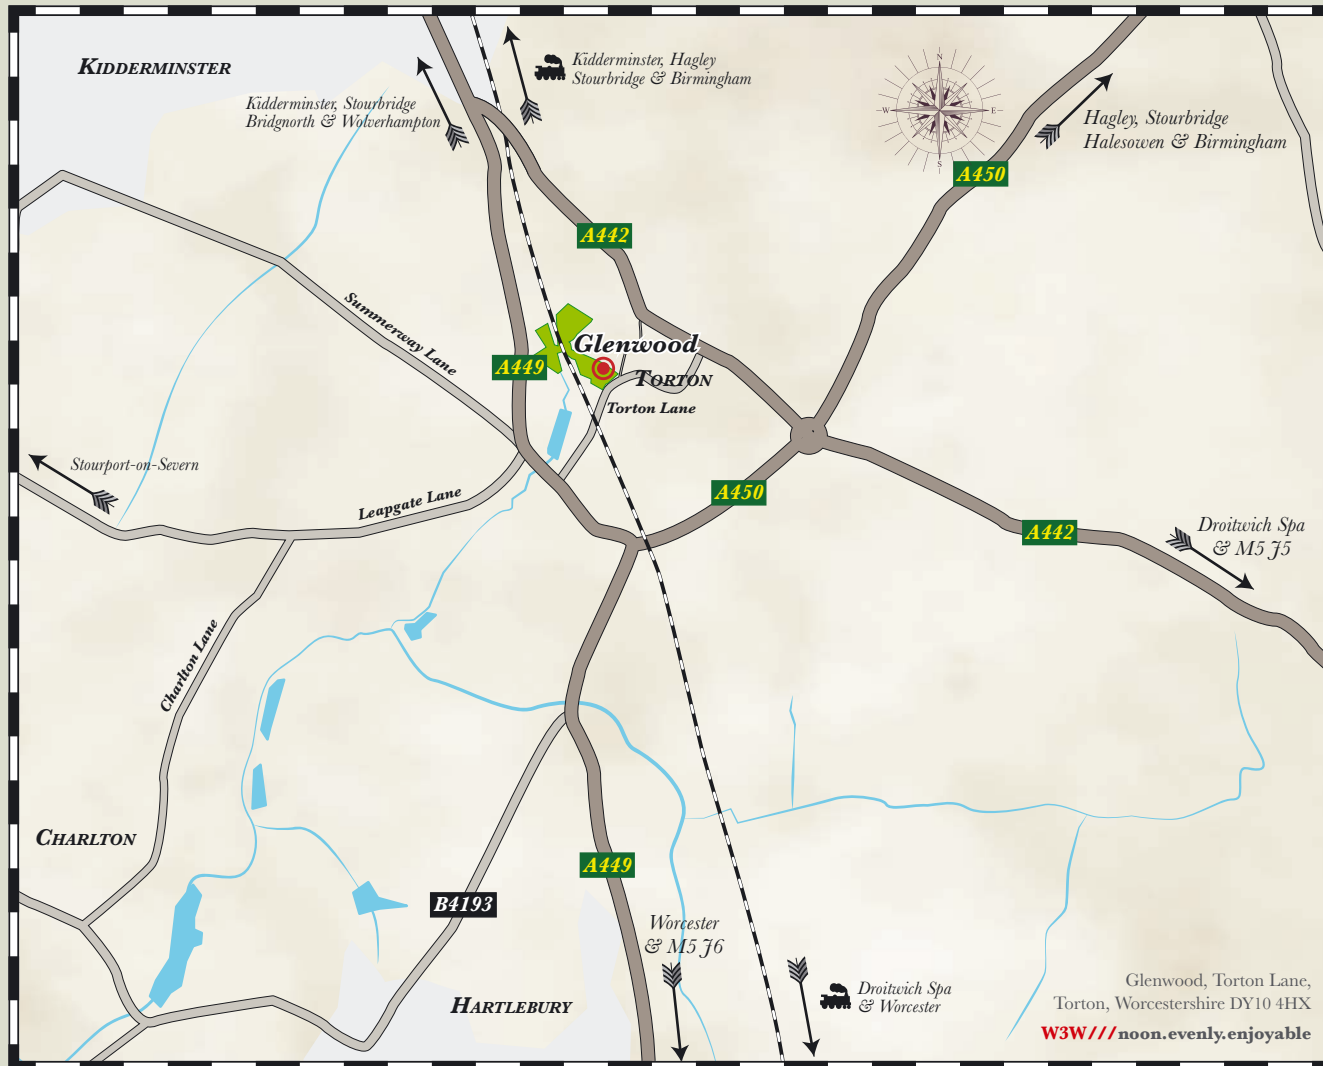 KIDDERMINSTER
Kidderminster, Stourbridge
Bridgnorth & Wolverhampton
Kidderminster, Hagley
Stourbridge & Birmingham
N
W
E
S
Hagley, Stourbridge
Halesowen & Birmingham
A450
A442
Summerway Lane
Glenwood
A449
TORTON
Torton Lane
Stourport-on-Severn
Leapgate Lane
A450
A442
Droitwich Spa
& M5 J5
Charlton Lane
CHARLTON
A449
B4193
Worcester
& M5 J6
HARTLEBURY
Droitwich Spa
& Worcester
Glenwood, Torton Lane,
Torton, Worcestershire DY10 4HX
W3W///noon.evenly.enjoyable